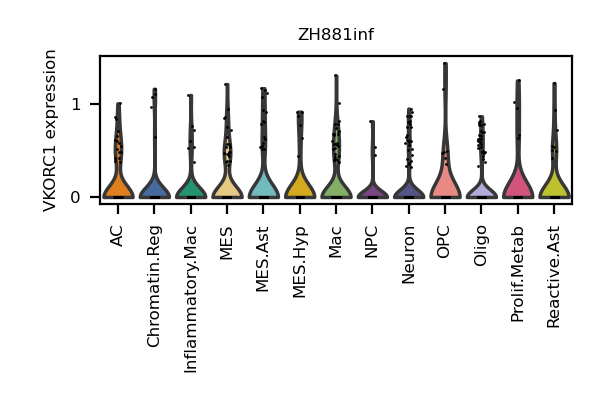 ZH881inf
VKORC1 expression
1
0
AC
Chromatin.Reg
Inflammatory.Mac
MES
MES.Ast
MES.Hyp
Mac
NPC
Neuron
OPC
Oligo
Prolif.Metab
Reactive.Ast